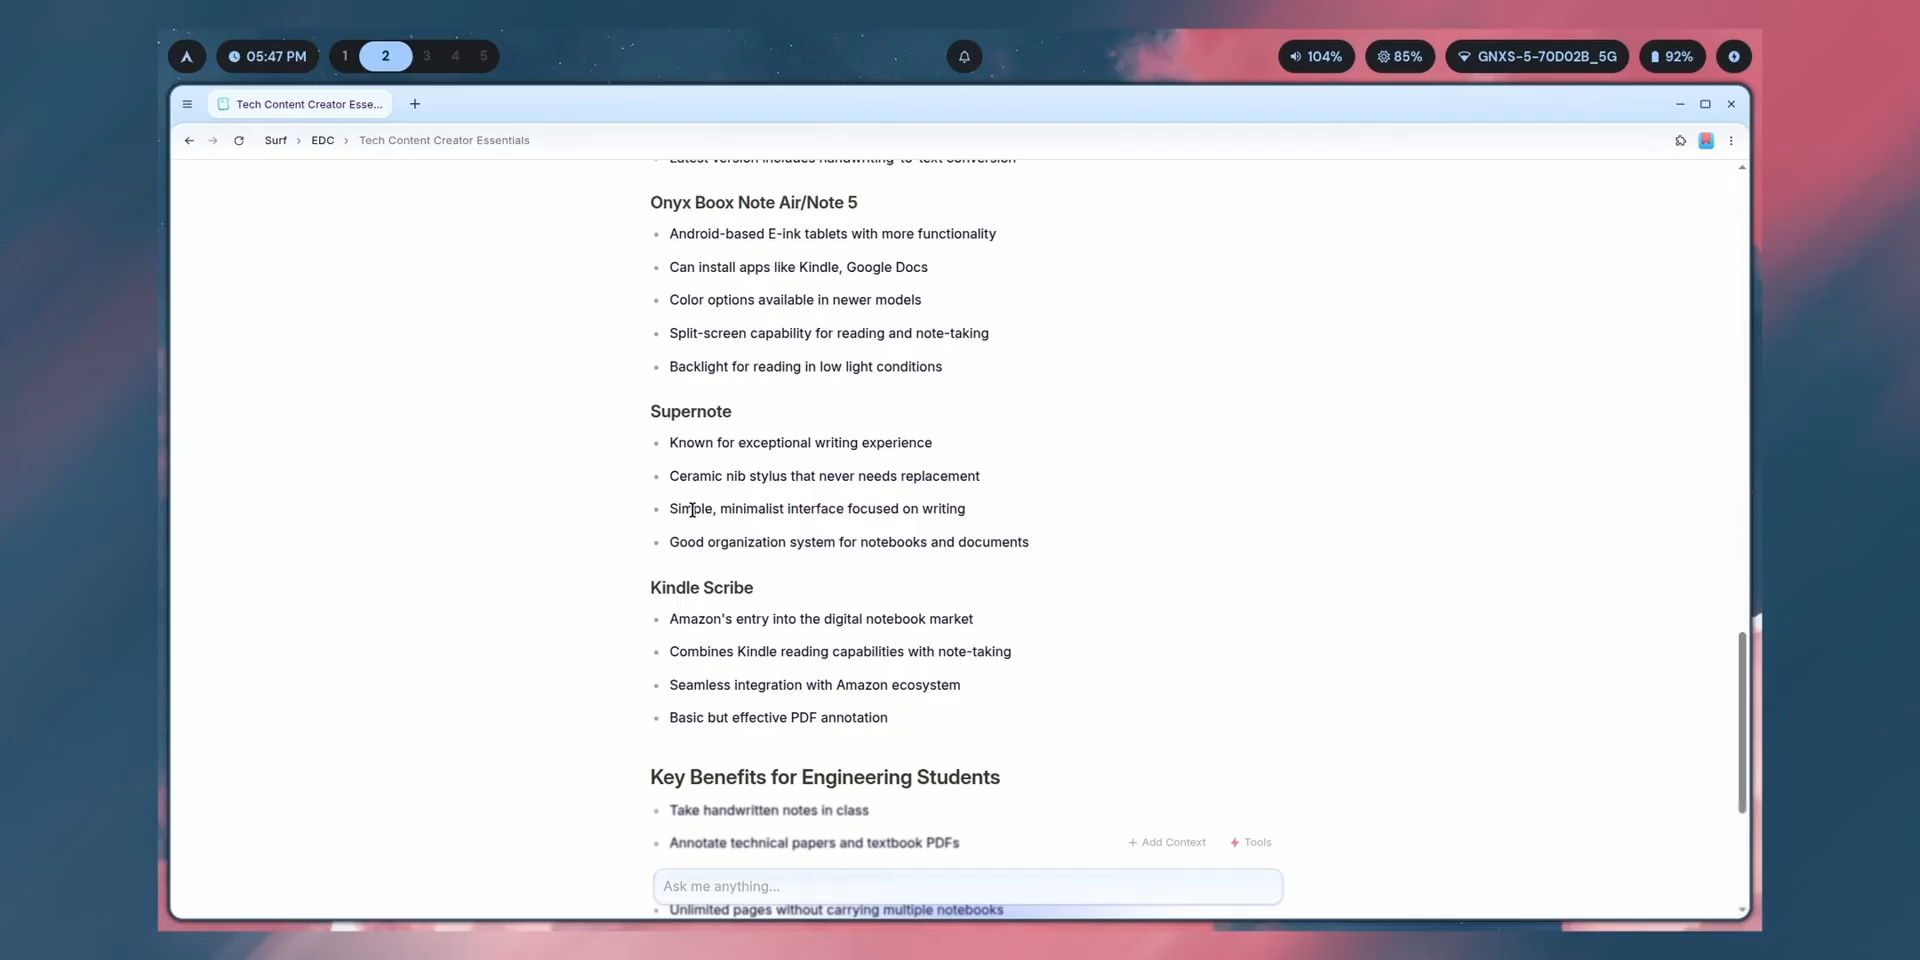 05:47 PM
1 2 3 4 5
104%
85%
GNXS-5-70D02B_5G
92%
Tech Content Creator Esse...
Surf > EDC > Tech Content Creator Essentials
Latest version includes handwriting-to-text conversion
Onyx Boox Note Air/Note 5
Android-based E-ink tablets with more functionality
Can install apps like Kindle, Google Docs
Color options available in newer models
Split-screen capability for reading and note-taking
Backlight for reading in low light conditions
Supernote
Known for exceptional writing experience
Ceramic nib stylus that never needs replacement
Simple, minimalist interface focused on writing
Good organization system for notebooks and documents
Kindle Scribe
Amazon's entry into the digital notebook market
Combines Kindle reading capabilities with note-taking
Seamless integration with Amazon ecosystem
Basic but effective PDF annotation
Key Benefits for Engineering Students
Take handwritten notes in class
Annotate technical papers and textbook PDFs
+ Add Context
Tools
Ask me anything...
Unlimited pages without carrying multiple notebooks